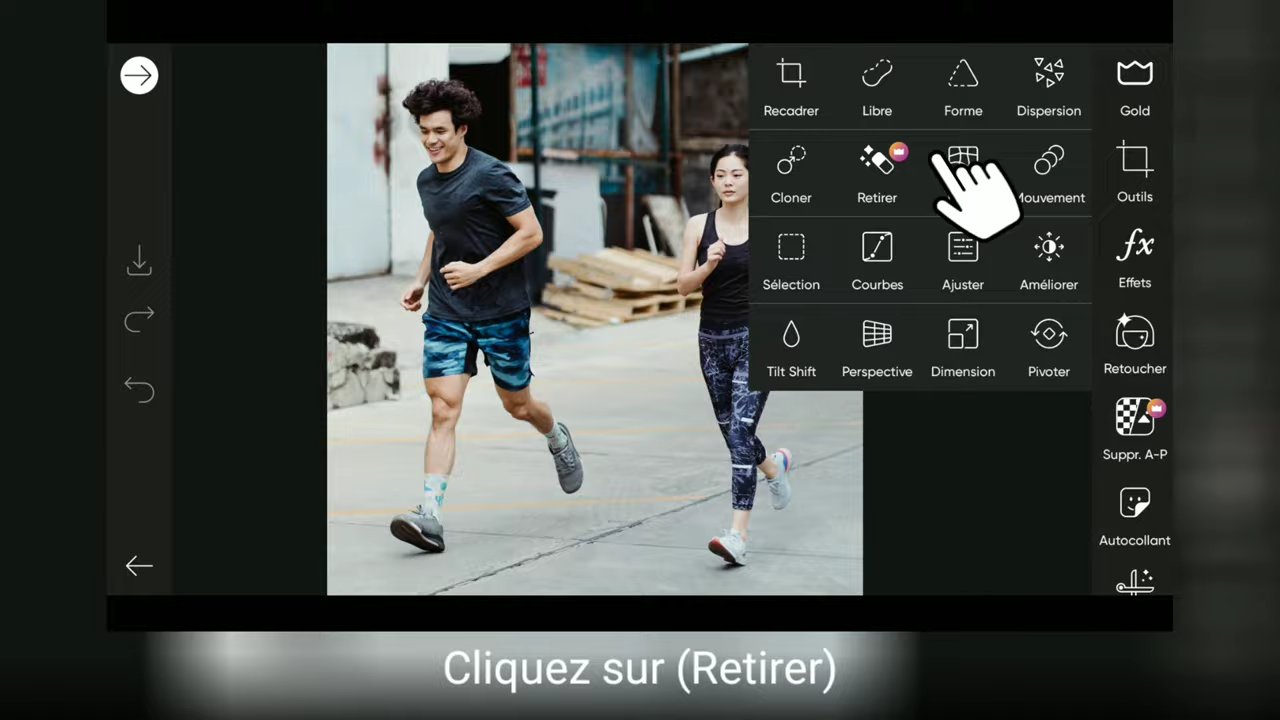 Recadrer
Libre
Forme
Dispersion
Gold
Cloner
Retirer
Mouvement
Outils
Sélection
Courbes
Ajuster
Améliorer
Effets
Tilt Shift
Perspective
Dimension
Pivoter
Retoucher
Suppr. A-P
Autocollant
Cliquez sur (Retirer)